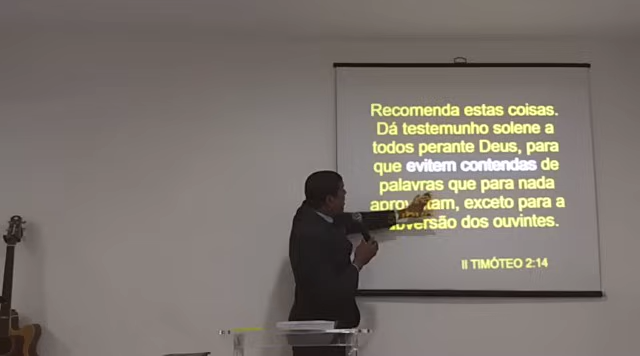 Recomenda estas coisas.
Dá testemunho solene a
todos perante Deus, para
que evitem contendas de
palavras que para nada
exceto para a
dos ouvintes.
II TIMÓTEO 2:14